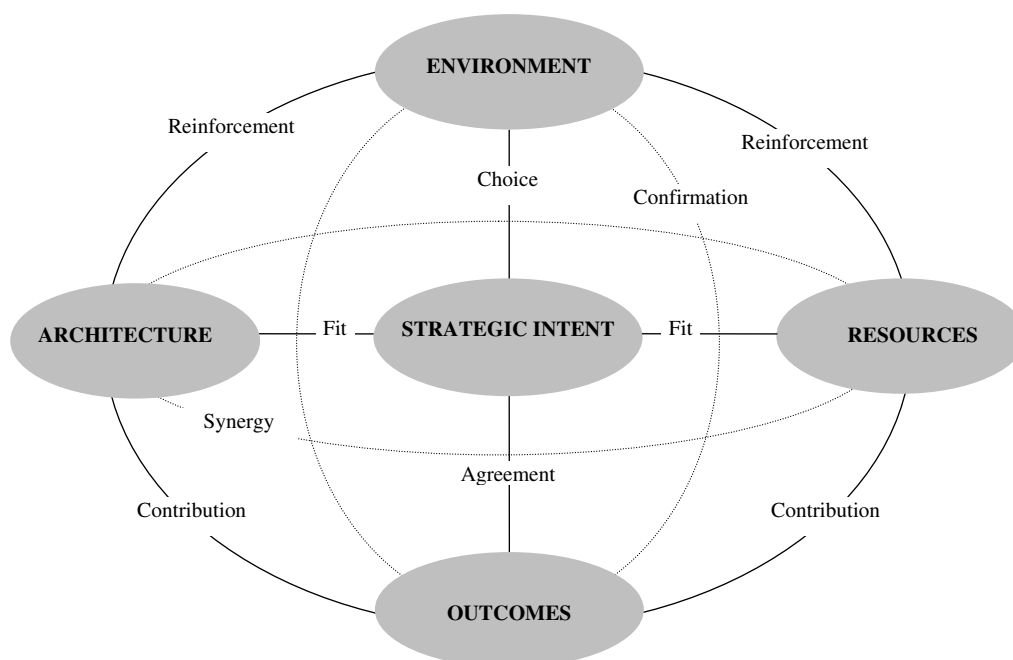 ENVIRONMENT
Reinforcement
Reinforcement
Choice
Confirmation
ARCHITECTURE
Fit
STRATEGIC INTENT
Fit
RESOURCES
Synergy
Agreement
Contribution
Contribution
OUTCOMES